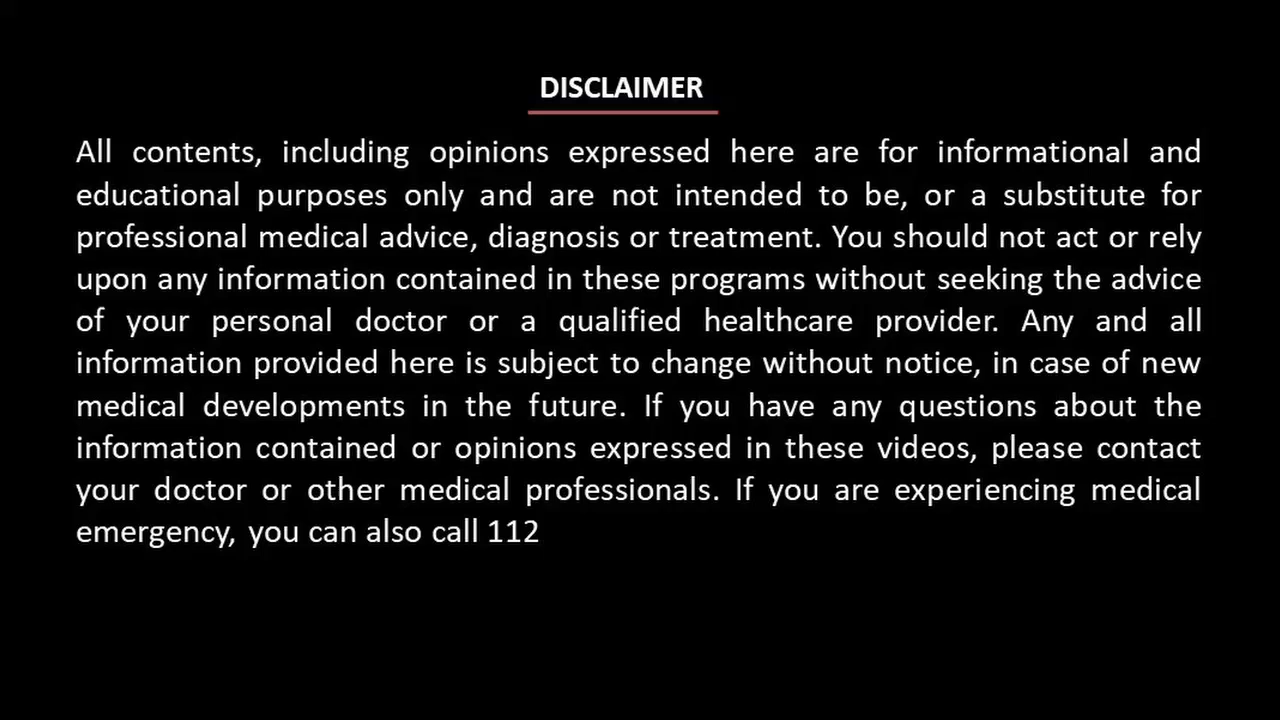 DISCLAIMER
All contents, including opinions expressed here are for informational and
educational purposes only and are not intended to be, or a substitute for
professional medical advice, diagnosis or treatment. You should not act or rely
upon any information contained in these programs without seeking the advice
of your personal doctor or a qualified healthcare provider. Any and all
information provided here is subject to change without notice, in case of new
medical developments in the future. If you have any questions about the
information contained or opinions expressed in these videos, please contact
your doctor or other medical professionals. If you are experiencing medical
emergency, you can also call 112